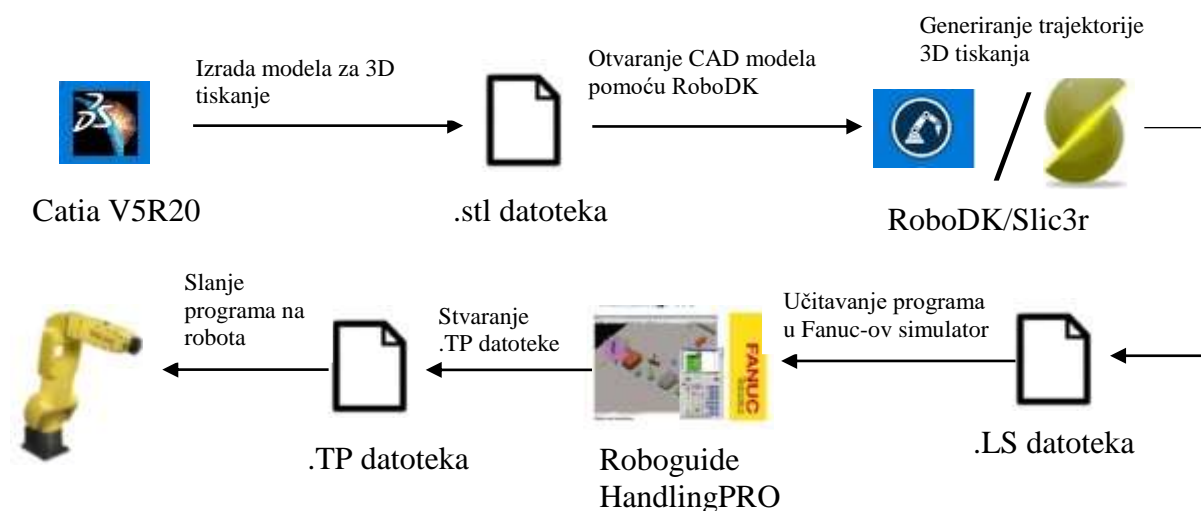 Izrada modela za 3D
tiskanje
Otvaranje CAD modela
pomoću RoboDK
Generiranje trajektorije
3D tiskanja
Catia V5R20
.stl datoteka
RoboDK/Slic3r
Slanje
programa na
robota
Stvaranje
.TP datoteke
Učitavanje programa
u Fanuc-ov simulator
FANUC
.TP datoteka
Roboguide
HandlingPRO
.LS datoteka